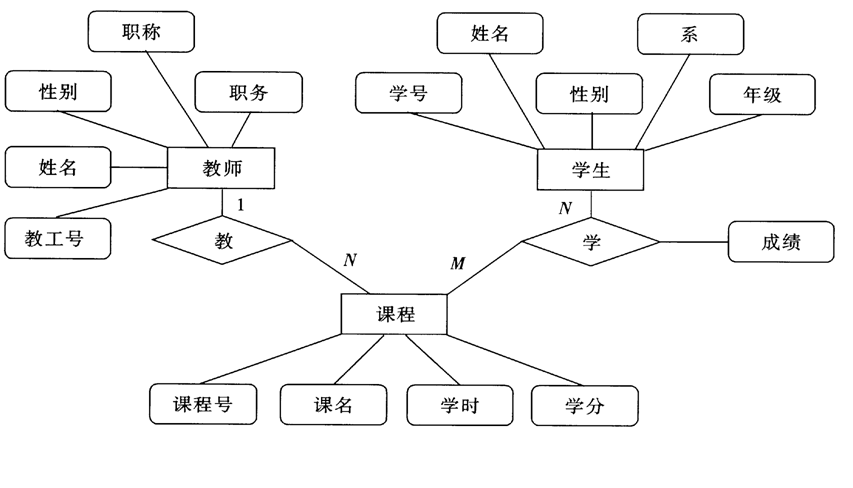 职称
姓名
系
性别
职务
学号
性别
年级
姓名
教师
学生
教工号
1
N
教
学
成绩
N
M
课程
课程号
课名
学时
学分